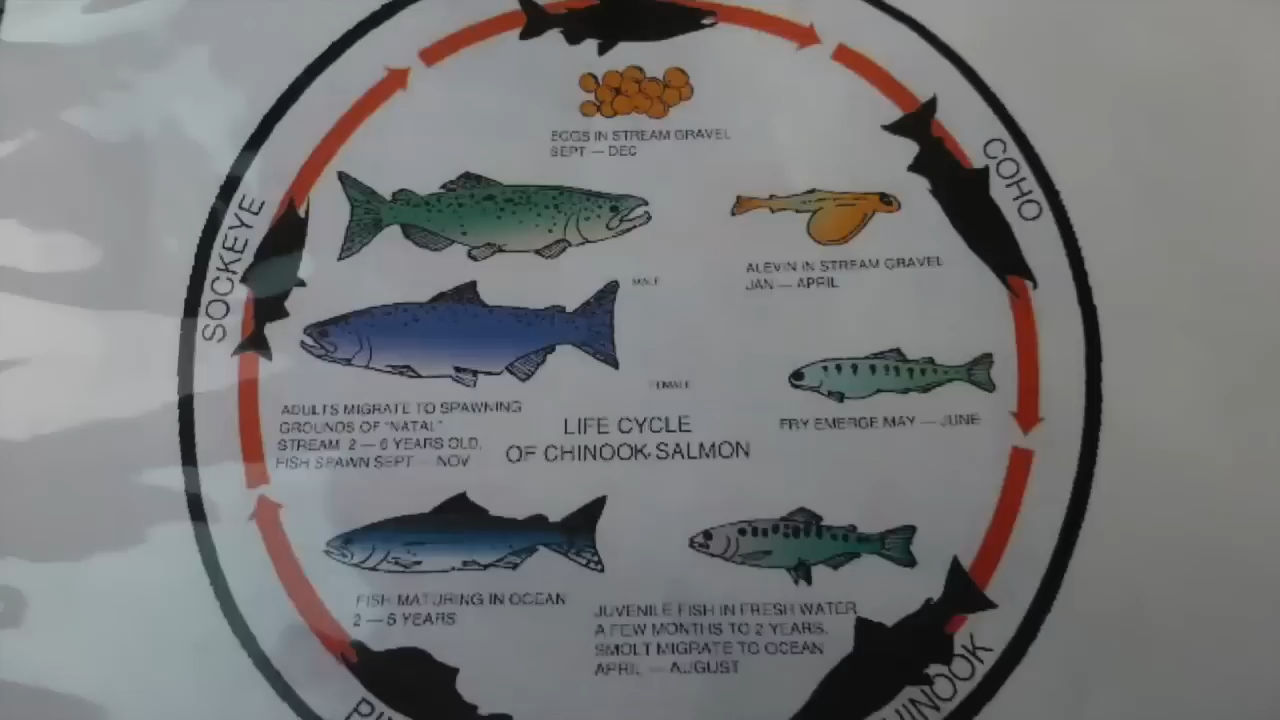 EGGS IN STREAM GRAVEL
SEPT — DEC
COHO
SOCKEYE
ALEVIN IN STREAM GRAVEL
JAN — APRIL
MALE
FEMALE
ADULTS MIGRATE TO SPAWNING
GROUNDS OF "NATAL"
STREAM 2 — 6 YEARS OLD.
FISH SPAWN SEPT — NOV
LIFE CYCLE
OF CHINOOK SALMON
FRY EMERGE MAY — JUNE
FISH MATURING IN OCEAN
2 — 5 YEARS
JUVENILE FISH IN FRESH WATER
A FEW MONTHS TO 2 YEARS.
SMOLT MIGRATE TO OCEAN
APRIL — AUGUST
HINOOK